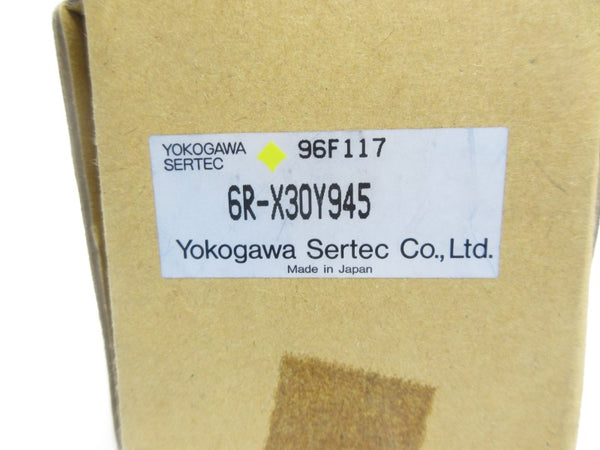 YOKOGAWA 96F117
SERTEC
6R-X30Y945
Yokogawa Sertec Co., Ltd.
Made in Japan